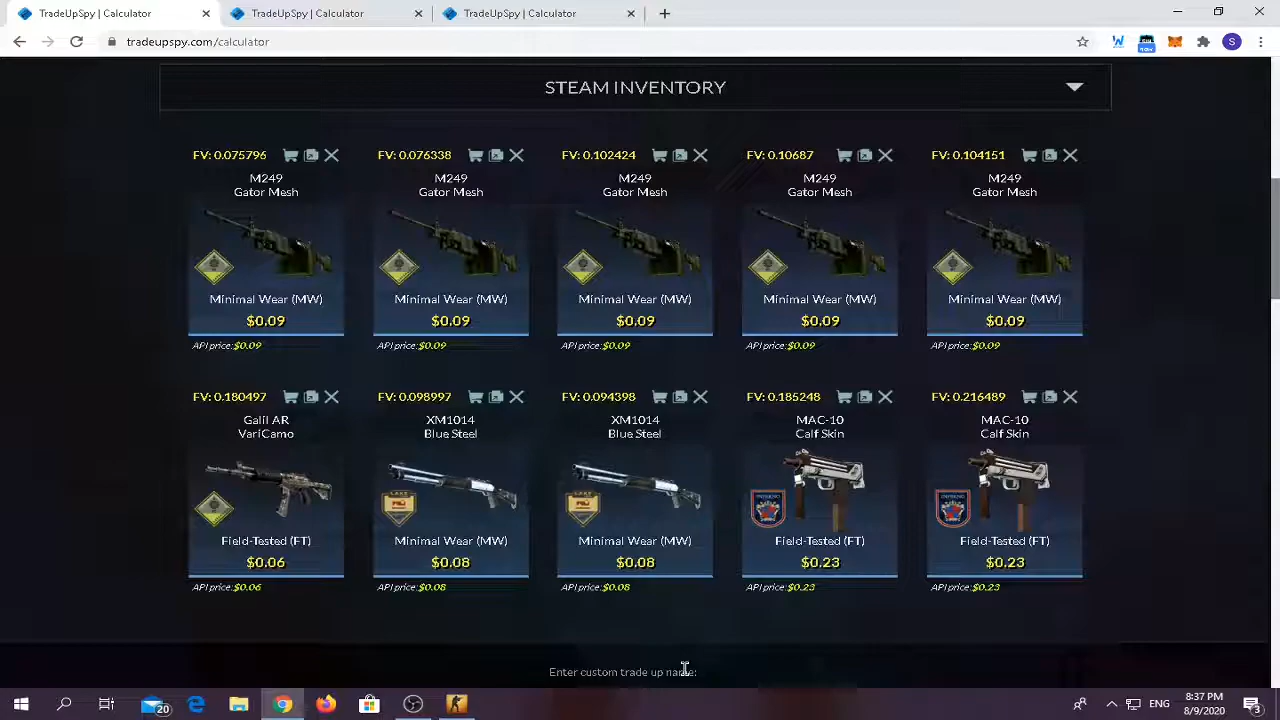 TradeUpSpy | Calculator
TradeUpSpy | Calculator
TradeUpSpy | Calculator
tradeupspy.com/calculator
S
STEAM INVENTORY
FV: 0.075796
FV: 0.076338
FV: 0.102424
FV: 0.10687
FV: 0.104151
M249
M249
M249
M249
M249
Gator Mesh
Gator Mesh
Gator Mesh
Gator Mesh
Gator Mesh
Minimal Wear (MW)
Minimal Wear (MW)
Minimal Wear (MW)
Minimal Wear (MW)
Minimal Wear (MW)
$0.09
$0.09
$0.09
$0.09
$0.09
API price:$0.09
API price:$0.09
API price:$0.09
API price:$0.09
API price:$0.09
FV: 0.180497
FV: 0.098997
FV: 0.094398
FV: 0.185248
FV: 0.216489
Galil AR
XM1014
XM1014
MAC-10
MAC-10
VariCamo
Blue Steel
Blue Steel
Calf Skin
Calf Skin
INFERNO
INFERNO
Field-Tested (FT)
Minimal Wear (MW)
Minimal Wear (MW)
Field-Tested (FT)
Field-Tested (FT)
$0.06
$0.08
$0.08
$0.23
$0.23
API price:$0.06
API price:$0.08
API price:$0.08
API price:$0.23
API price:$0.23
Enter custom trade up name:
20
ENG
8:37 PM
8/9/2020
3